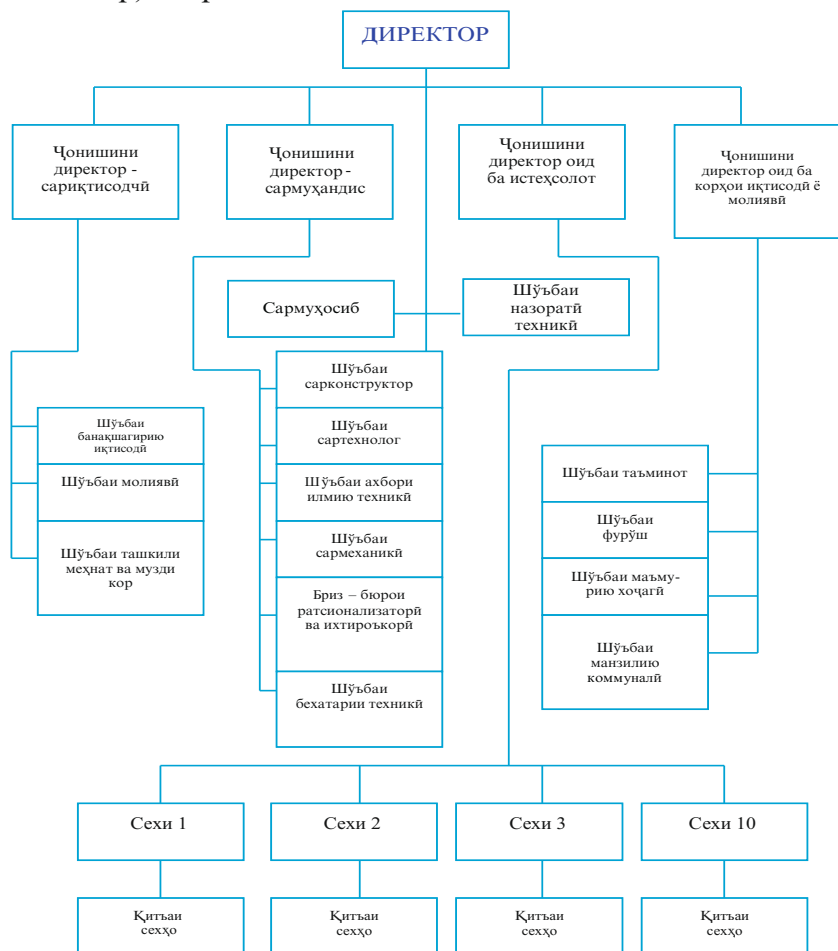 ДИРЕКТОР
Ҷонишини
директор -
сариқтисодчӣ
Ҷонишини
директор-
сармуҳандис
Ҷонишини
директор оид
ба истеҳсолот
Ҷонишини
директор оид ба
корҳои иқтисодӣ ё
молиявӣ
Сармуҳосиб
Шӯъбаи
назоратӣ
техникӣ
Шӯъбаи
банақшагирию
иқтисодӣ
Шӯъбаи молиявӣ
Шӯъбаи ташкили
меҳнат ва музди
кор
Шӯъбаи
сарконструктор
Шӯъбаи
сартехнолог
Шӯъбаи ахбори
илмию техникӣ
Шӯъбаи
сармеханикӣ
Бриз – бюрои
ратсионализаторӣ
ва ихтироъкорӣ
Шӯъбаи
бехатарии техникӣ
Шӯъбаи таъминот
Шӯъбаи
фурӯш
Шӯъбаи маъму-
рию хоҷагӣ
Шӯъбаи
манзилию
коммуналӣ
Сехи 1
Сехи 2
Сехи 3
Сехи 10
Қитъаи
сехҳо
Қитъаи
сехҳо
Қитъаи
сехҳо
Қитъаи
сехҳо